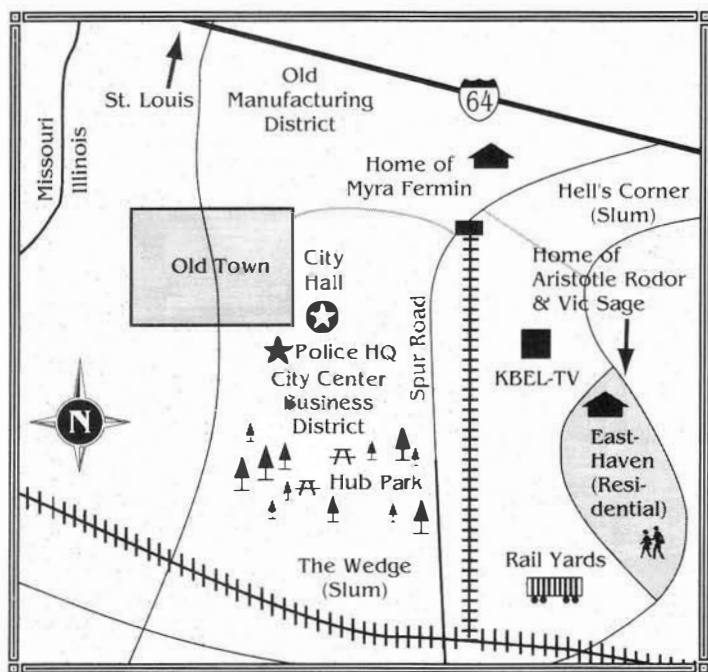 St. Louis
Old
Manufacturing
District
64
Missouri
Illinois
Home of
Myra Fermin
Hell's Corner
(Slum)
Old Town
City
Hall
Home of
Aristotle Rodor
& Vic Sage
Spur Road
Police HQ
KBEL-TV
City Center
Business
District
N
East-
Haven
(Resi-
dential)
Hub Park
The Wedge
(Slum)
Rail Yards